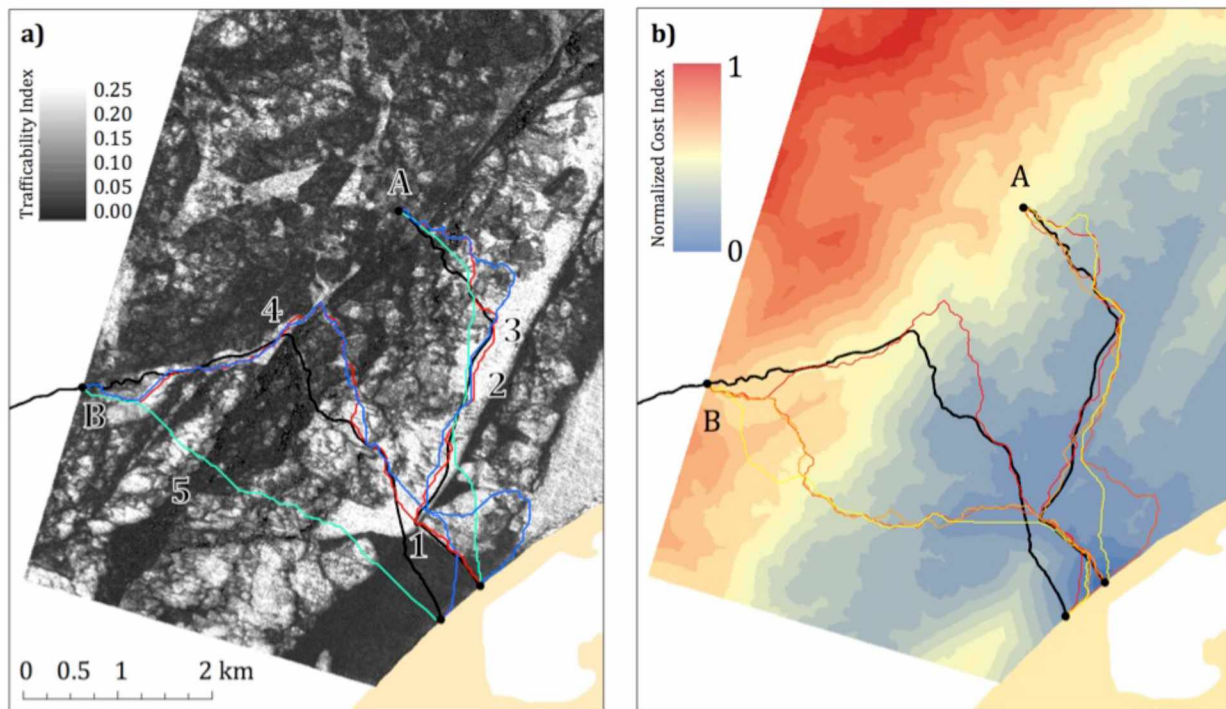 a)
Trafficability Index
0.25
0.20
0.15
0.10
0.05
0.00
A
4
3
2
B
5
1
0 0.5 1 2 km
b)
Normalized Cost Index
1
0
A
B